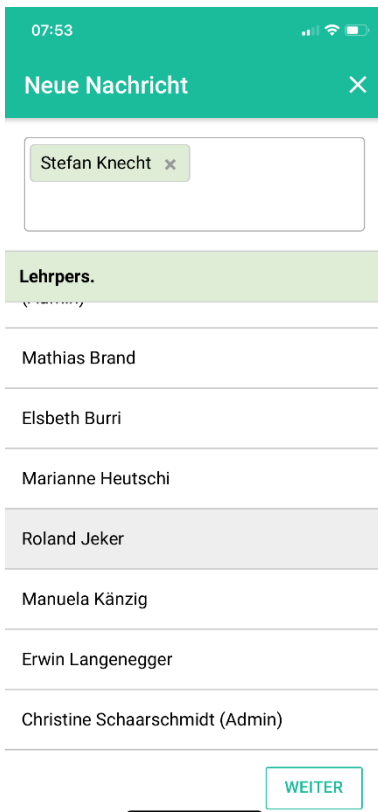 07:53
Neue Nachricht
Stefan Knecht
Lehrpers.
Mathias Brand
Elsbeth Burri
Marianne Heutschi
Roland Jeker
Manuela Känzig
Erwin Langenegger
Christine Schaarschmidt (Admin)
WEITER